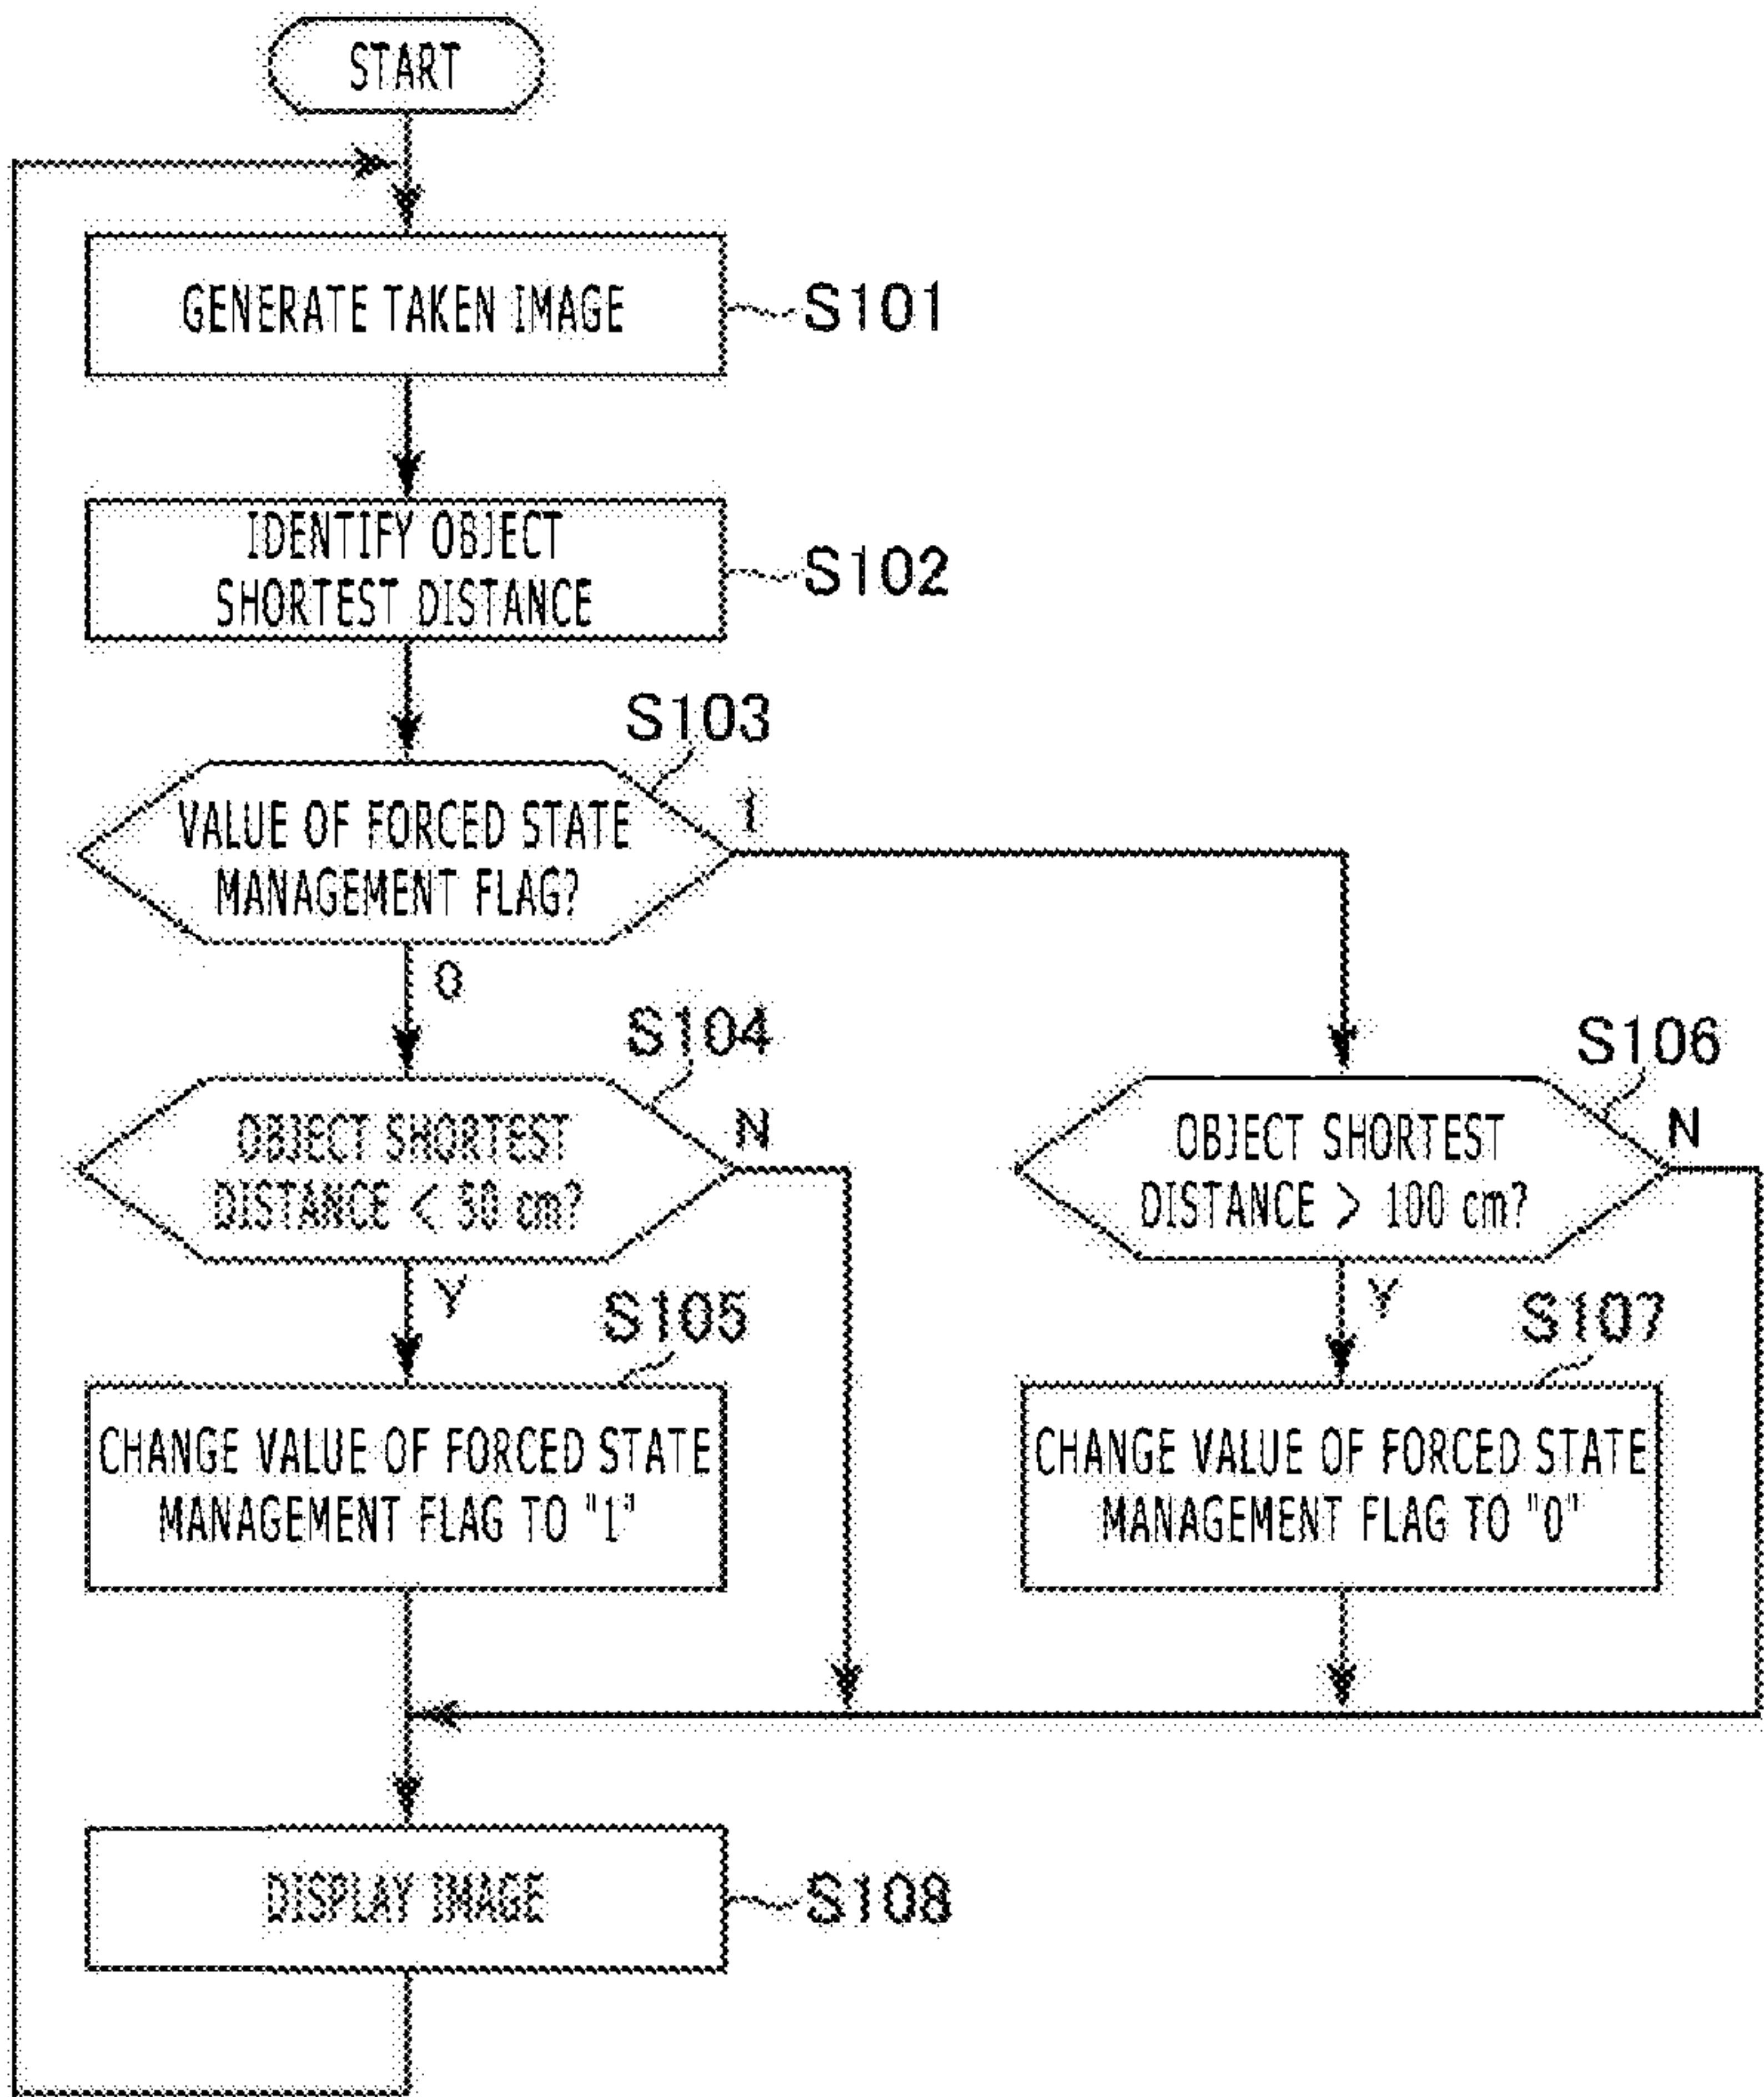 START
GENERATE TAKEN IMAGE
S101
IDENTIFY OBJECT
SHORTEST DISTANCE
S102
S103
VALUE OF FORCED STATE
MANAGEMENT FLAG?
1
0
S104
OBJECT SHORTEST
DISTANCE < 50 cm?
N
Y
S106
OBJECT SHORTEST
DISTANCE > 100 cm?
N
Y
S105
CHANGE VALUE OF FORCED STATE
MANAGEMENT FLAG TO "1"
S107
CHANGE VALUE OF FORCED STATE
MANAGEMENT FLAG TO "0"
DISPLAY IMAGE
S108